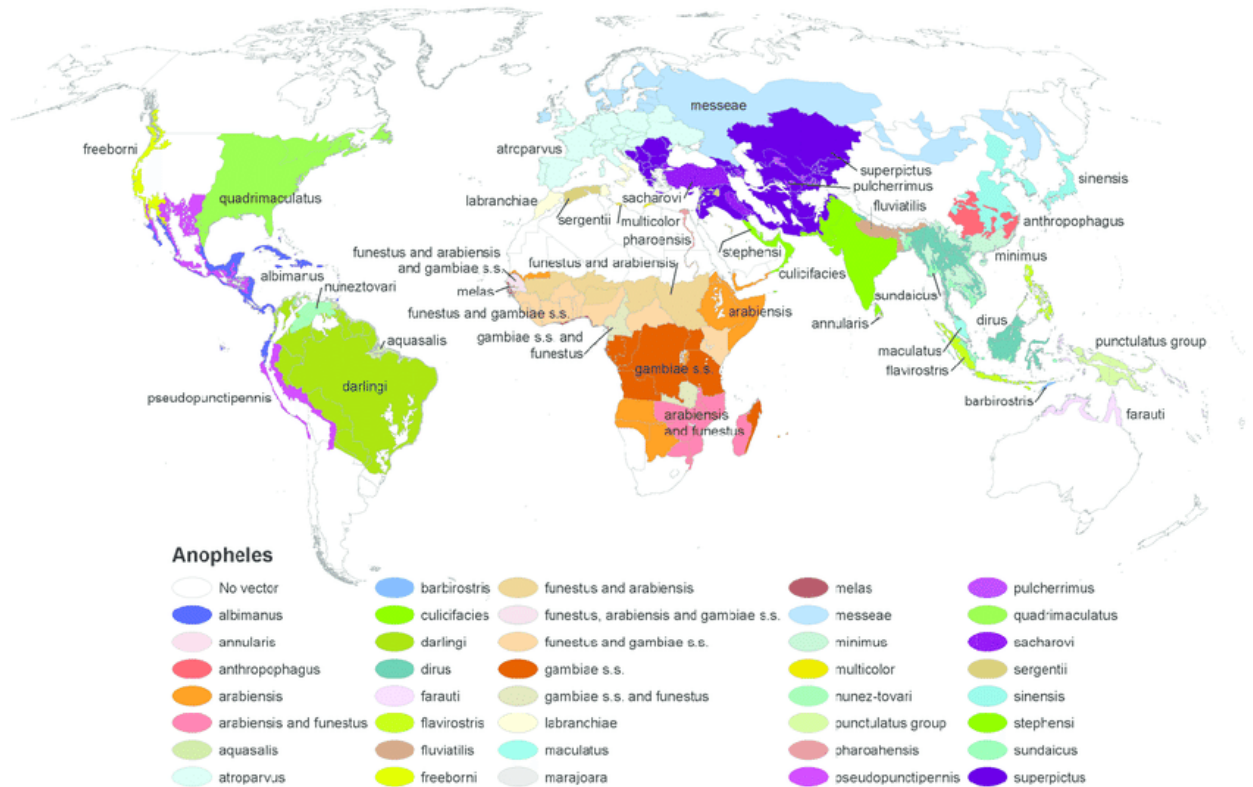 messeae
freeborni
atrcparvus
superpictus
pulcherrimus
sinensis
quadrimaculatus
labranchiae
sacharovi
fluviatilis
sergentii
multicolor
anthropophagus
pharoensis
funestus and arabiensis
and gambiae s.s.
stephensi
minimus
funestus and arabiensis
albimanus
culicifacies
nuneztovari
melas
sundaicus
funestus and gambiae s.s.
arabiensis
annularis
dirus
gambiae s.s. and
funestus
aquasalis
punctulatus group
maculatus
flavirostris
gambiae s.s.
darlingi
pseudopunctipennis
barbirostris
arabiensis
and funestus
farauti
Anopheles
No vector
albimanus
annularis
anthropcphagus
arabiensis
arabiensis and funestus
aquasalis
atroparvus
barbirostris
culicifacies
darlingi
dirus
farauti
flavirostris
fluviatilis
freeborni
funestus and arabiensis
funestus, arabiensis and gambiae s.s.
funestus and gambiae s.s.
gambiae s.s.
gambiae s.s. and funestus
labranchiae
maculatus
marajoara
melas
messeae
minimus
multicolor
nunez-tovari
punctulatus group
pharoahensis
pseudopunctipennis
pulcherrimus
quadrimaculatus
sacharovi
sergentii
sinensis
stephensi
sundaicus
superpictus